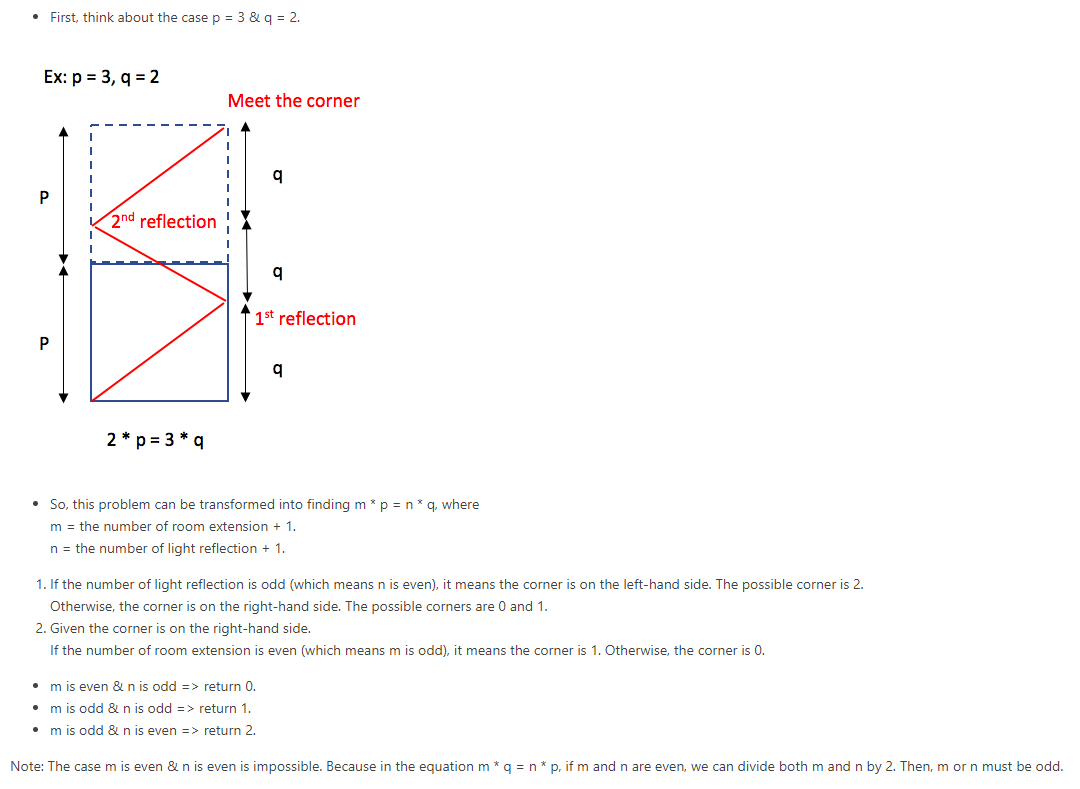 First, think about the case p = 3 & q = 2.
Ex: p = 3, q = 2
Meet the corner
q
P
2nd reflection
q
1st reflection
P
q
2 * p = 3 * q
So, this problem can be transformed into finding m * p = n * q, where
m = the number of room extension + 1.
n = the number of light reflection + 1.
1. If the number of light reflection is odd (which means n is even), it means the corner is on the left-hand side. The possible corner is 2.
Otherwise, the corner is on the right-hand side. The possible corners are 0 and 1.
2. Given the corner is on the right-hand side.
If the number of room extension is even (which means m is odd), it means the corner is 1. Otherwise, the corner is 0.
m is even & n is odd => return 0.
m is odd & n is odd => return 1.
m is odd & n is even => return 2.
Note: The case m is even & n is even is impossible. Because in the equation m * q = n * p, if m and n are even, we can divide both m and n by 2. Then, m or n must be odd.